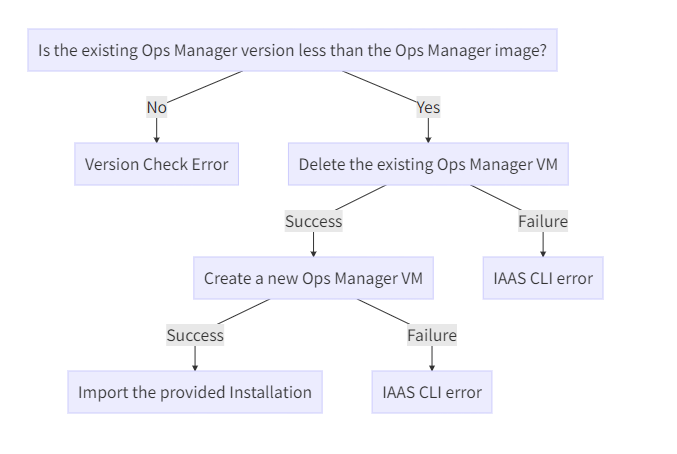 Is the existing Ops Manager version less than the Ops Manager image?
No
Yes
Version Check Error
Delete the existing Ops Manager VM
Success
Failure
Create a new Ops Manager VM
IAAS CLI error
Success
Failure
Import the provided Installation
IAAS CLI error